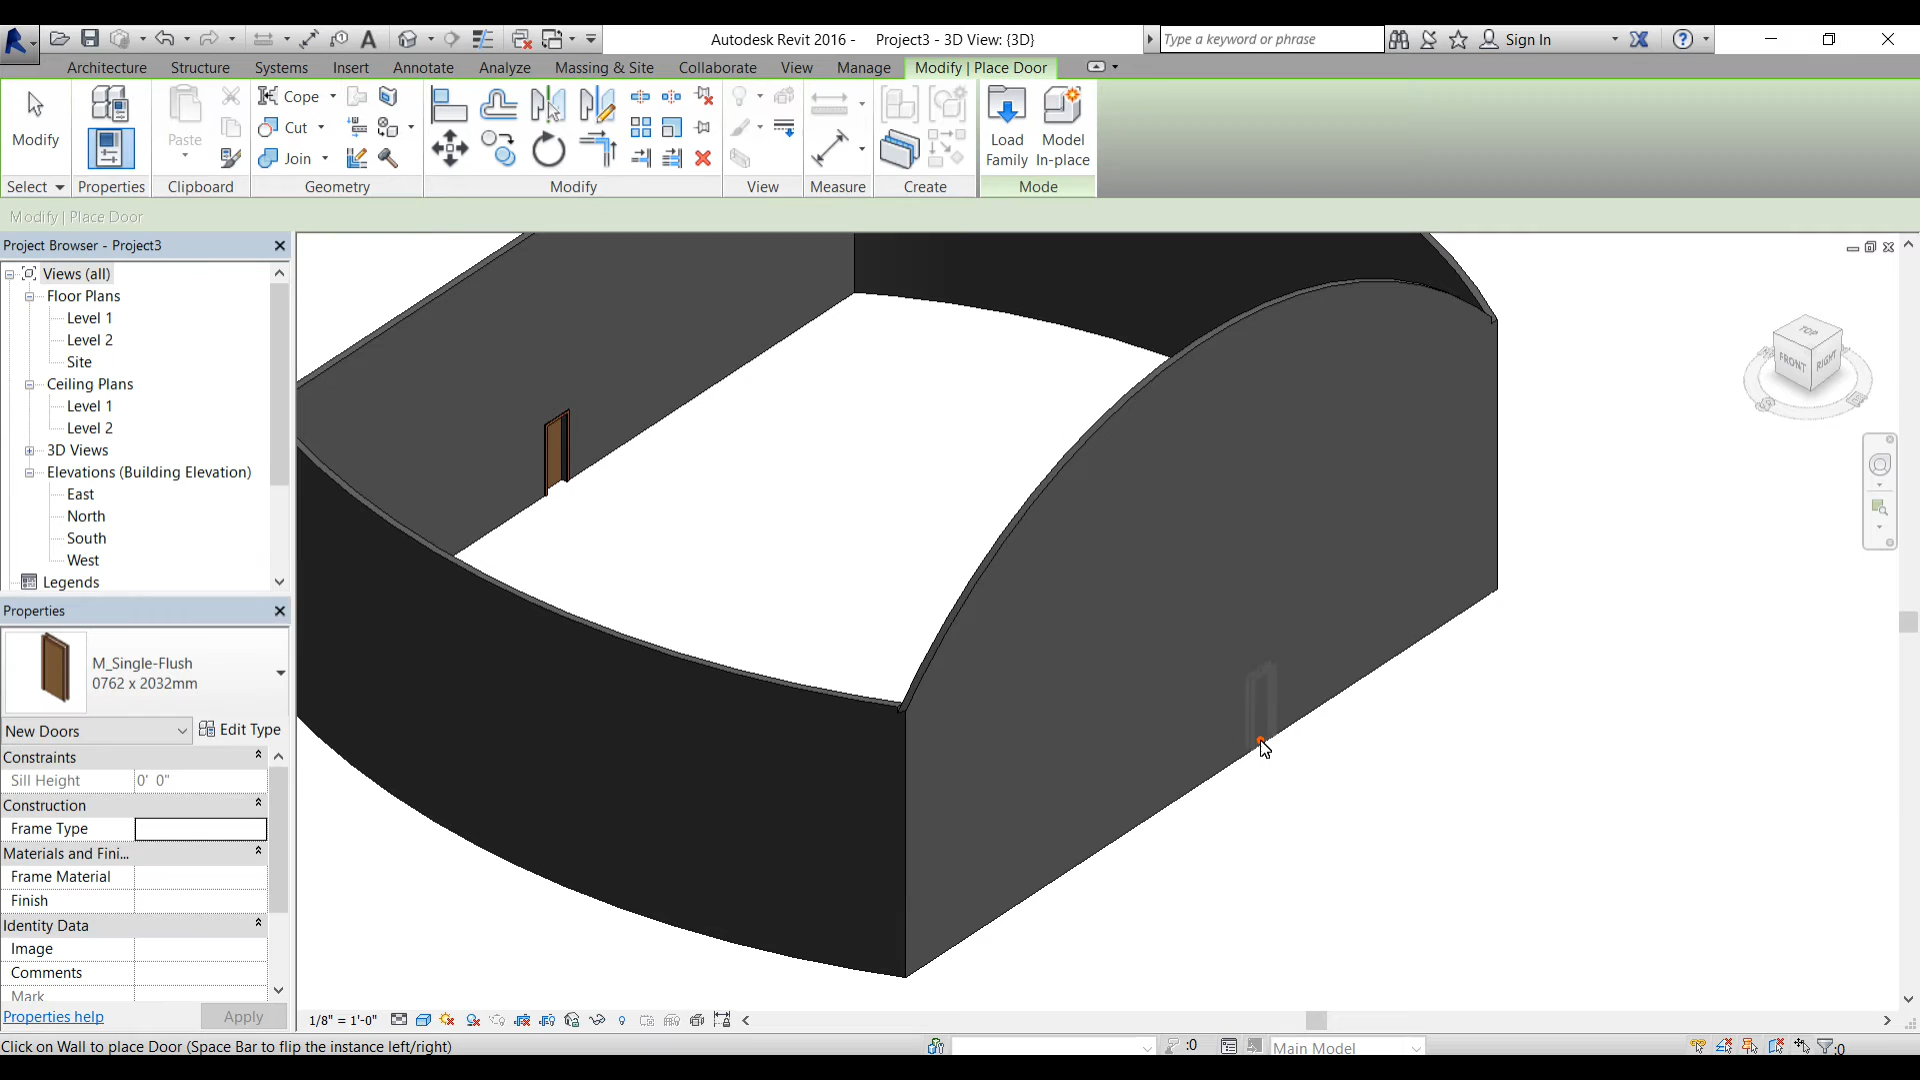 Autodesk Revit 2016 - Project3 - 3D View: {3D}
Type a keyword or phrase
Sign In
Architecture Structure Systems Insert Annotate Analyze Massing & Site Collaborate View Manage Modify | Place Door
Modify
Paste
Cope
Cut
Join
Load Family
Model In-place
Select Properties Clipboard Geometry Modify View Measure Create Mode
Modify | Place Door
Project Browser - Project3
Views (all)
Floor Plans
Level 1
Level 2
Site
Ceiling Plans
Level 1
Level 2
3D Views
Elevations (Building Elevation)
East
North
South
West
Legends
TOP
FRONT
RIGHT
Properties
M_Single-Flush
0762 x 2032mm
New Doors
Edit Type
Constraints
Sill Height 0' 0"
Construction
Frame Type
Materials and Fini...
Frame Material
Finish
Identity Data
Image
Comments
Mark
Properties help
Apply
1/8" = 1'-0"
Click on Wall to place Door (Space Bar to flip the instance left/right)
:0
Main Model
:0